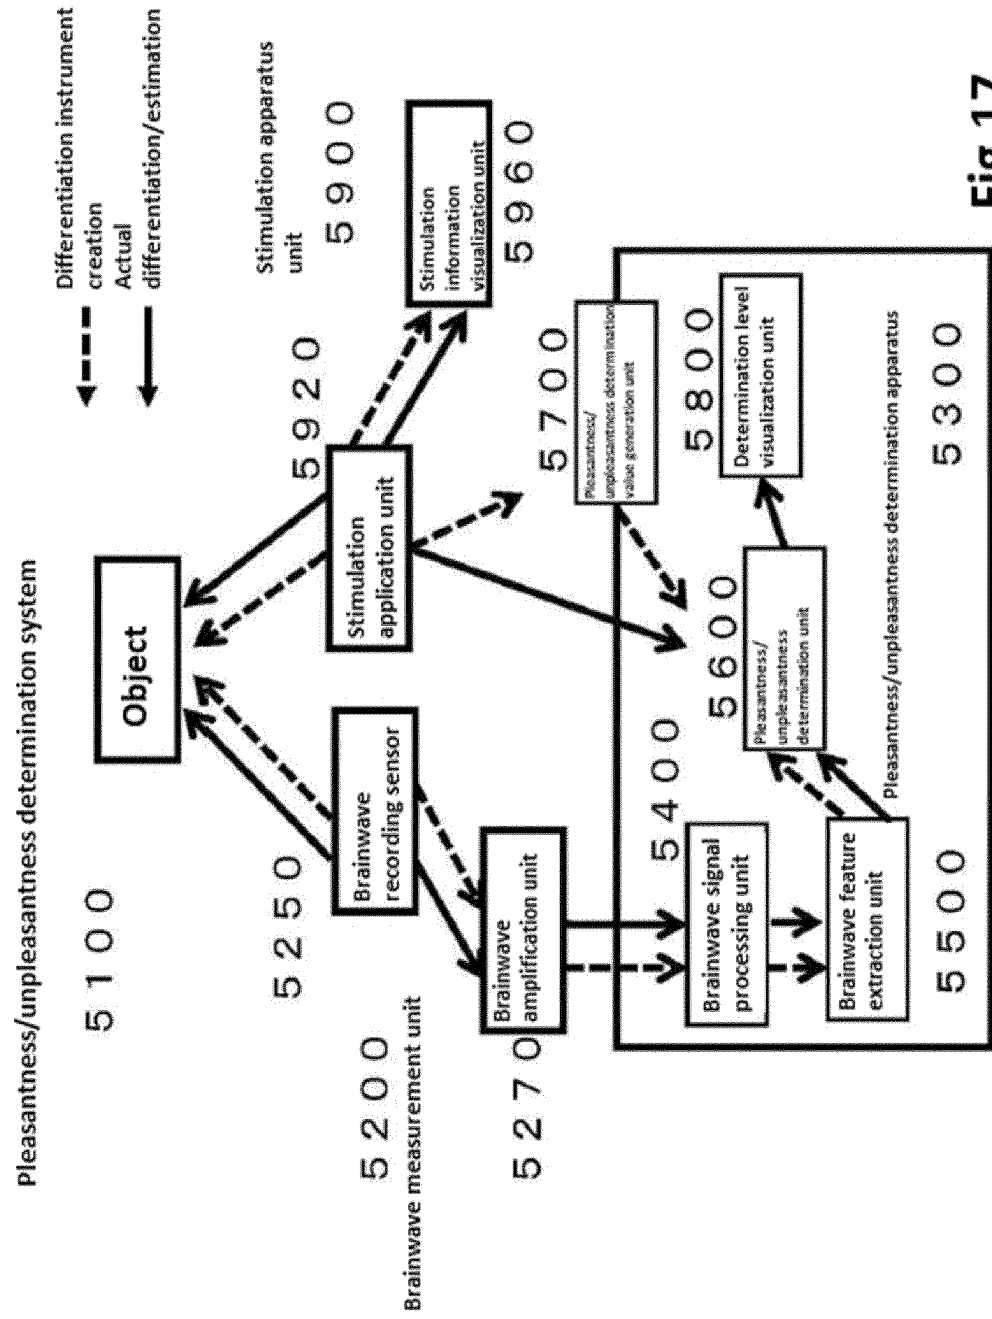 Pleasantness/unpleasantness determination system
Differentiation instrument
creation
Actual
differentiation/estimation
5100
Object
Stimulation apparatus
unit
5900
5250
5920
Brainwave
recording sensor
Stimulation
application unit
Stimulation
information
visualization unit
5960
5200
Brainwave measurement unit
5270
Brainwave
amplification unit
5700
Pleasantness/
unpleasantness determination
value generation unit
5400
Brainwave signal
processing unit
5600
Pleasantness/
unpleasantness
determination unit
5800
Determination level
visualization unit
Brainwave feature
extraction unit
5500
Pleasantness/unpleasantness determination apparatus
5300
Fig.17